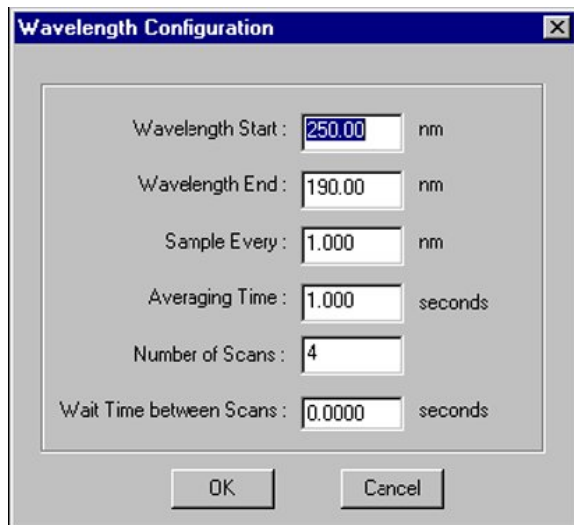 Wavelength Configuration
Wavelength Start : 250.00 nm
Wavelength End : 190.00 nm
Sample Every : 1.000 nm
Averaging Time : 1.000 seconds
Number of Scans : 4
Wait Time between Scans : 0.0000 seconds
OK Cancel